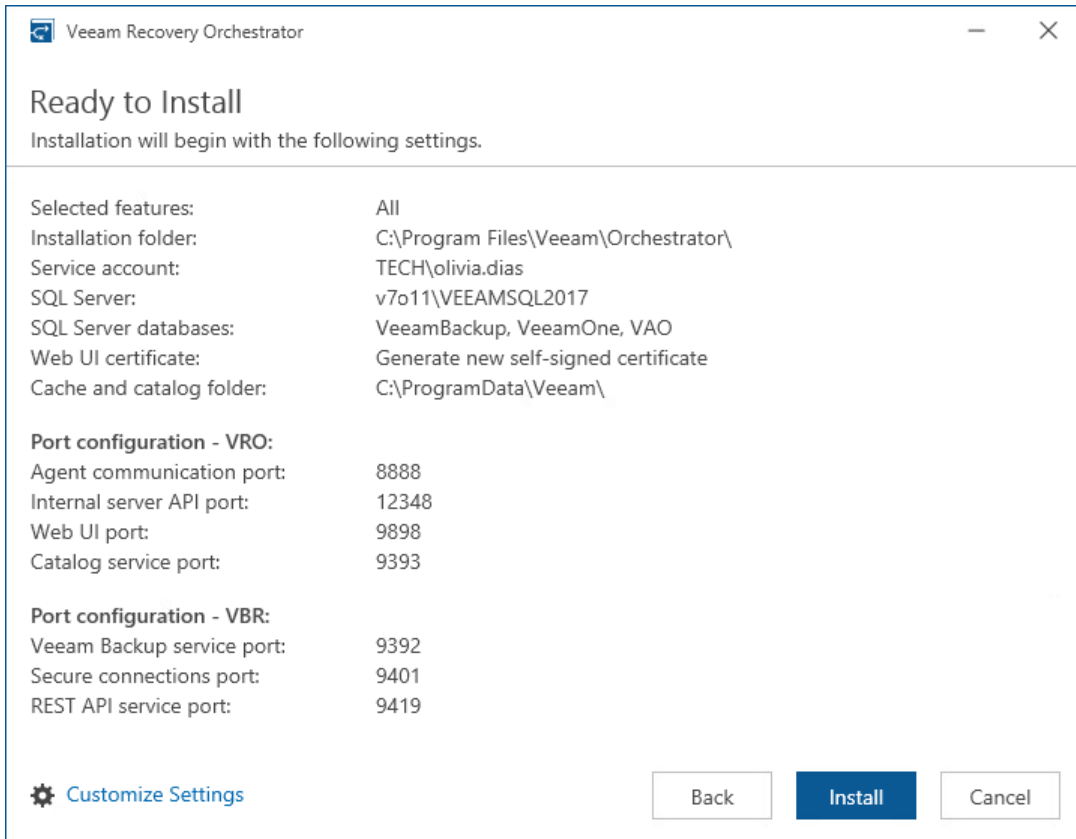 Veeam Recovery Orchestrator
Ready to Install
Installation will begin with the following settings.
Selected features: All
Installation folder: C:\Program Files\Veeam\Orchestrator\
Service account: TECH\olivia.dias
SQL Server: v7o11\VEEAMSQL2017
SQL Server databases: VeeamBackup, VeeamOne, VAO
Web UI certificate: Generate new self-signed certificate
Cache and catalog folder: C:\ProgramData\Veeam\
Port configuration - VRO:
Agent communication port: 8888
Internal server API port: 12348
Web UI port: 9898
Catalog service port: 9393
Port configuration - VBR:
Veeam Backup service port: 9392
Secure connections port: 9401
REST API service port: 9419
Customize Settings Back Install Cancel